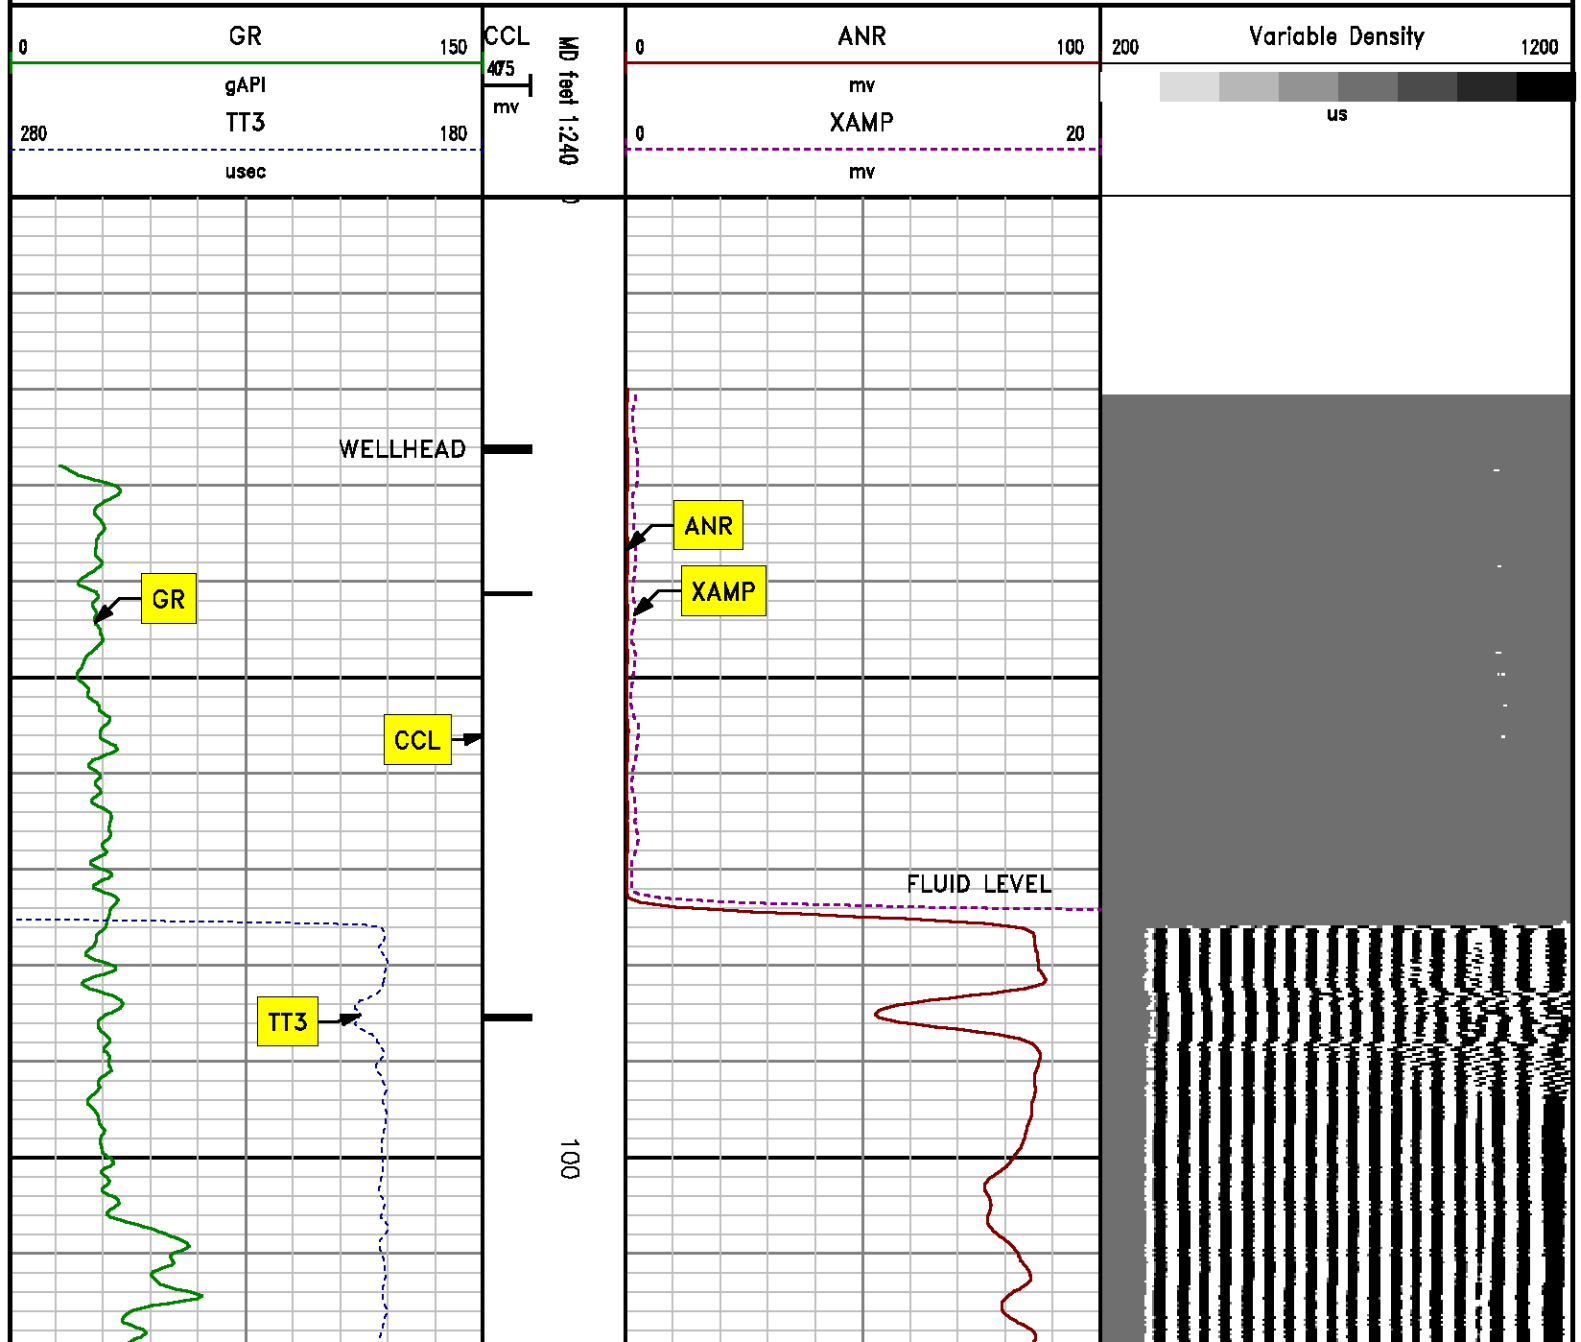 GR
0 150
gAPI
TT3
280 180
usec
CCL
mv
MD feet 1:240
ANR
0 100
mv
XAMP
0 20
mv
Variable Density
200 1200
us
WELLHEAD
ANR
XAMP
GR
CCL
FLUID LEVEL
TT3
100